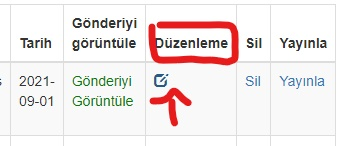 Tarih Gönderiyi görüntüle Düzenleme Sil Yayınla
2021-09-01 Gönderiyi Görüntüle Sil Yayınla